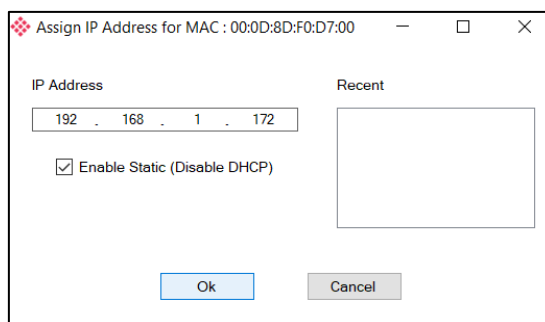 Assign IP Address for MAC : 00:0D:8D:F0:D7:00
IP Address
Recent
192 . 168 . 1 . 172
Enable Static (Disable DHCP)
Ok
Cancel